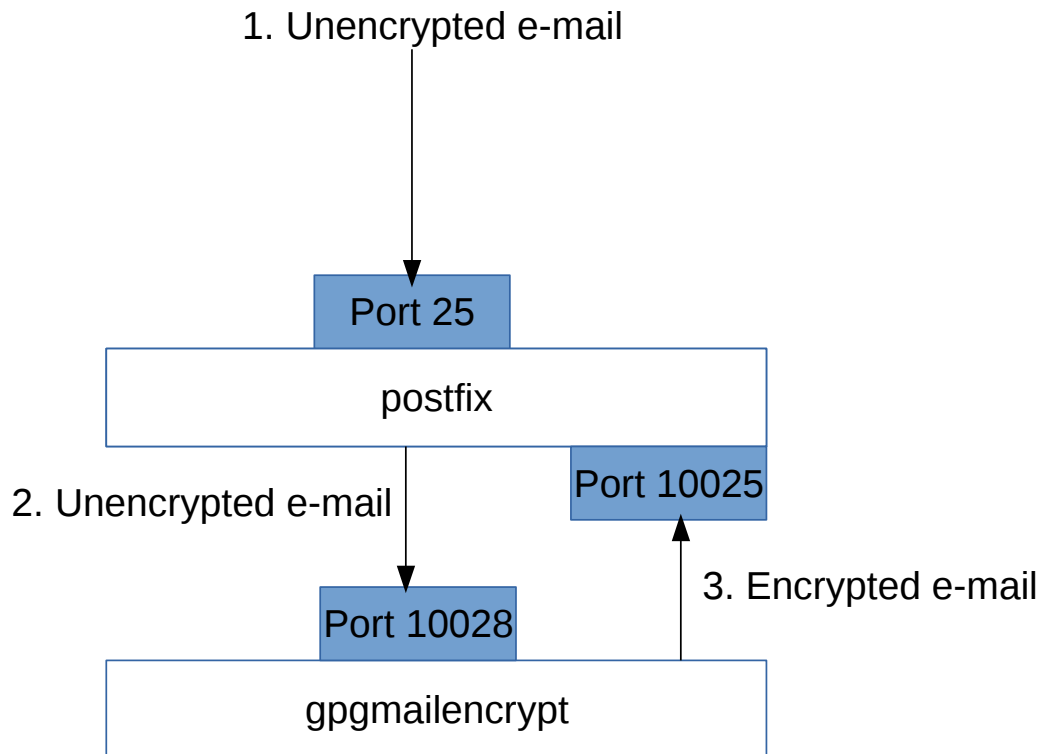 1. Unencrypted e-mail
Port 25
postfix
Port 10025
2. Unencrypted e-mail
3. Encrypted e-mail
Port 10028
gpgmailencrypt